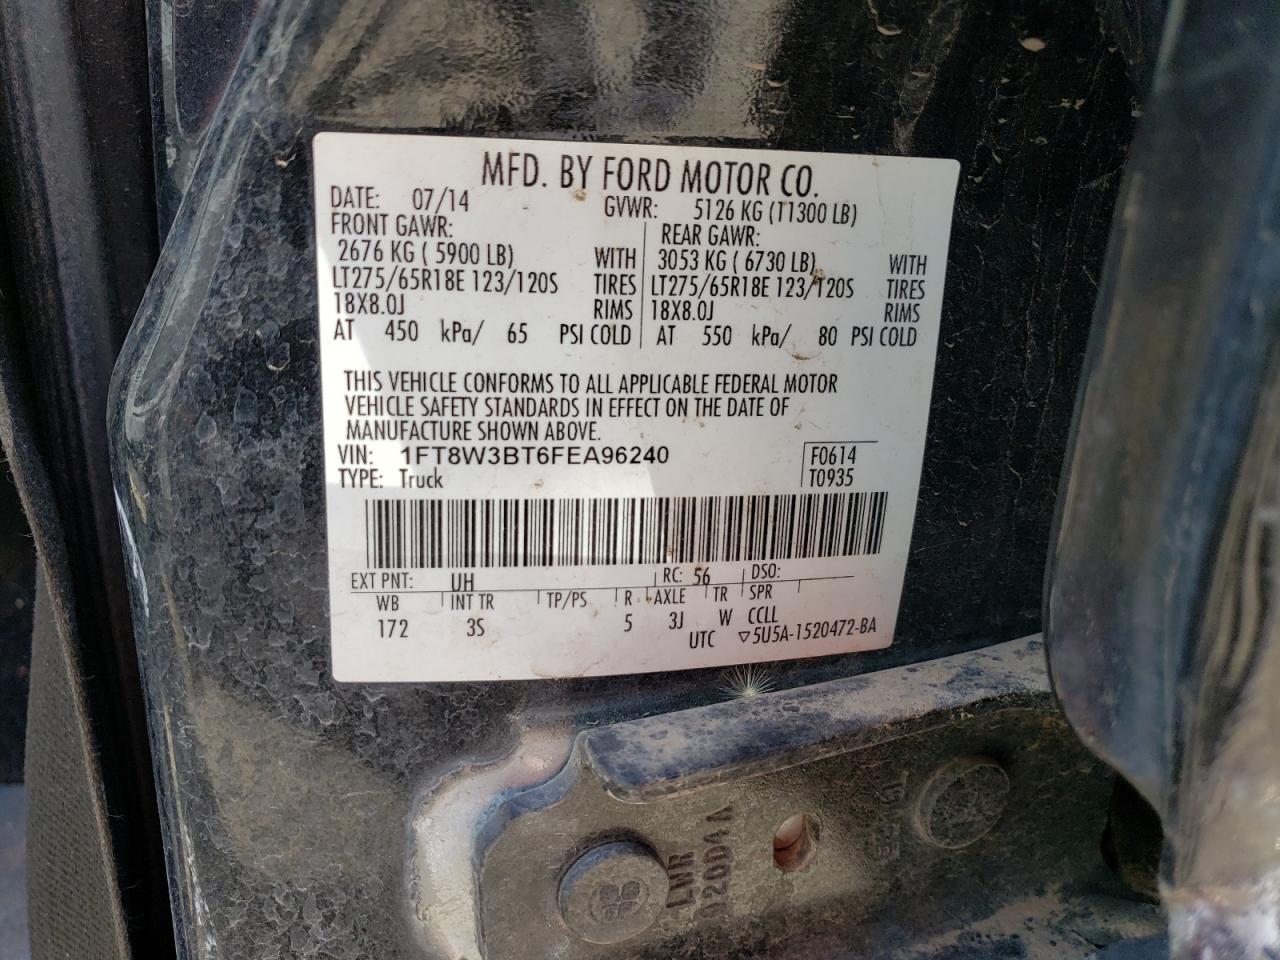 MFD. BY FORD MOTOR CO.
DATE: 07/14 GVWR: 5126 KG (11300 LB)
FRONT GAWR: REAR GAWR:
2676 KG ( 5900 LB) WITH 3053 KG ( 6730 LB) WITH
LT275/65R18E 123/120S TIRES LT275/65R18E 123/120S TIRES
18X8.0J RIMS 18X8.0J RIMS
AT 450 kPa/ 65 PSI COLD AT 550 kPa/ 80 PSI COLD
THIS VEHICLE CONFORMS TO ALL APPLICABLE FEDERAL MOTOR
VEHICLE SAFETY STANDARDS IN EFFECT ON THE DATE OF
MANUFACTURE SHOWN ABOVE.
VIN: 1FT8W3BT6FEA96240 F0614
TYPE: Truck T0935
EXT PNT: UH RC: 56 DSO:
WB INT TR TP/PS R AXLE TR SPR
172 3S 5 3J W CCLL
UTC ▽5U5A-1520472-BA
LWR